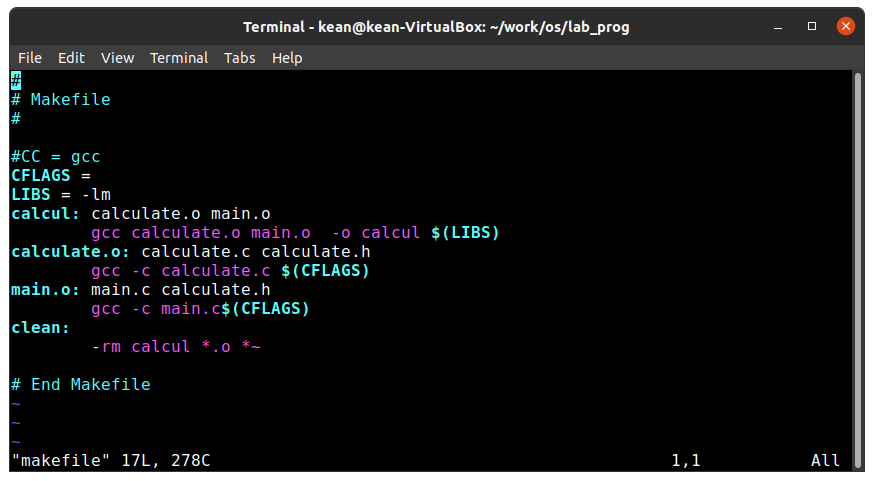 Terminal - kean@kean-VirtualBox: ~/work/os/lab_prog
File Edit View Terminal Tabs Help
#
# Makefile
#
#CC = gcc
CFLAGS =
LIBS = -lm
calcul: calculate.o main.o
gcc calculate.o main.o  -o calcul $(LIBS)
calculate.o: calculate.c calculate.h
gcc -c calculate.c $(CFLAGS)
main.o: main.c calculate.h
gcc -c main.c$(CFLAGS)
clean:
-rm calcul *.o *~
# End Makefile
~
~
~
"makefile" 17L, 278C 1,1 All